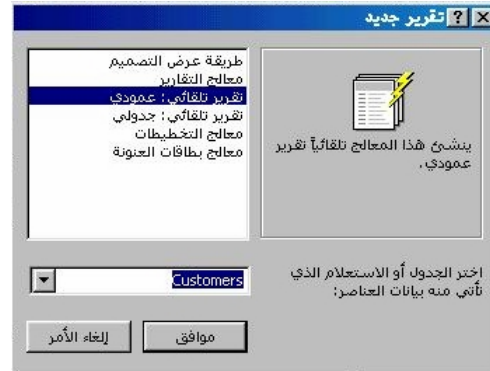 تقرير جديد
ينشئ هذا المعالج تلقائياً تقرير
عمودي.
طريقة عرض التصميم
معالج التقارير
تقرير تلقائي: عمودي
تقرير تلقائي: جدولي
معالج التخطيطات
معالج بطاقات العنونة
اختر الجدول أو الاستعلام الذي
تأتي منه بيانات العناصر:
Customers
موافق
إلغاء الأمر